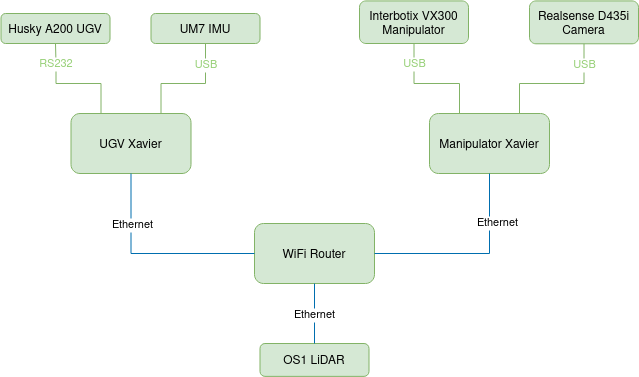 Husky A200 UGV
UM7 IMU
Interbotix VX300
Manipulator
Realsense D435i
Camera
RS232
USB
USB
USB
UGV Xavier
Manipulator Xavier
Ethernet
Ethernet
WiFi Router
Ethernet
OS1 LiDAR